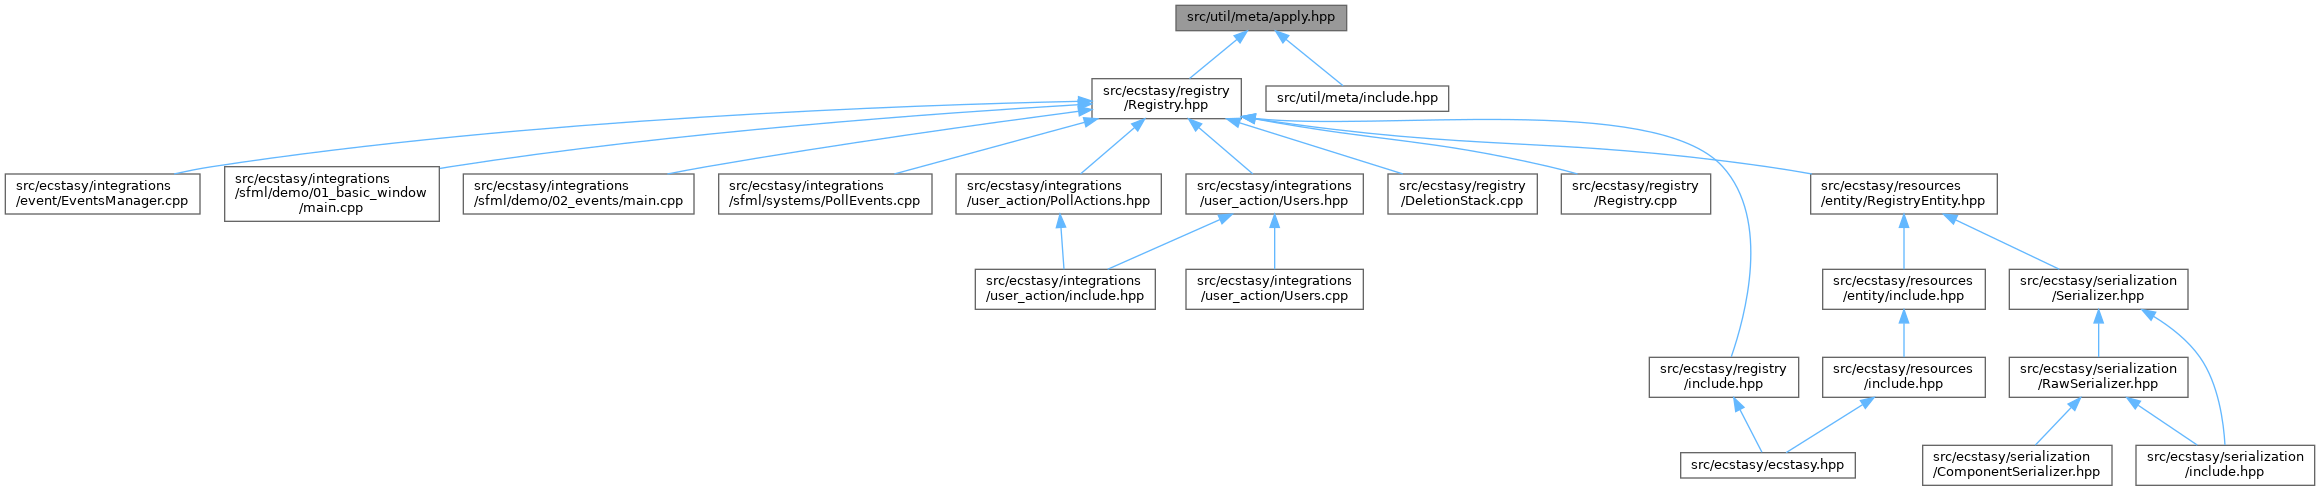 src/util/meta/apply.hpp
src/ecstasy/registry
/Registry.hpp
src/util/meta/include.hpp
src/ecstasy/integrations
/event/EventsManager.cpp
src/ecstasy/integrations
/sfml/demo/01_basic_window
/main.cpp
src/ecstasy/integrations
/sfml/demo/02_events/main.cpp
src/ecstasy/integrations
/sfml/systems/PollEvents.cpp
src/ecstasy/integrations
/user_action/PollActions.hpp
src/ecstasy/integrations
/user_action/Users.hpp
src/ecstasy/registry
/DeletionStack.cpp
src/ecstasy/registry
/Registry.cpp
src/ecstasy/resources
/entity/RegistryEntity.hpp
src/ecstasy/integrations
/user_action/include.hpp
src/ecstasy/integrations
/user_action/Users.cpp
src/ecstasy/resources
/entity/include.hpp
src/ecstasy/serialization
/Serializer.hpp
src/ecstasy/registry
/include.hpp
src/ecstasy/resources
/include.hpp
src/ecstasy/serialization
/RawSerializer.hpp
src/ecstasy/ecstasy.hpp
src/ecstasy/serialization
/ComponentSerializer.hpp
src/ecstasy/serialization
/include.hpp